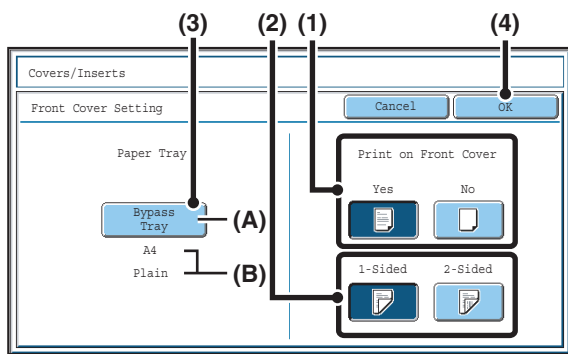 (3) (2) (1) (4)
Covers/Inserts
Front Cover Setting Cancel OK
Paper Tray Print on Front Cover
Yes No
Bypass
Tray (A)
A4
Plain (B)
1-Sided 2-Sided